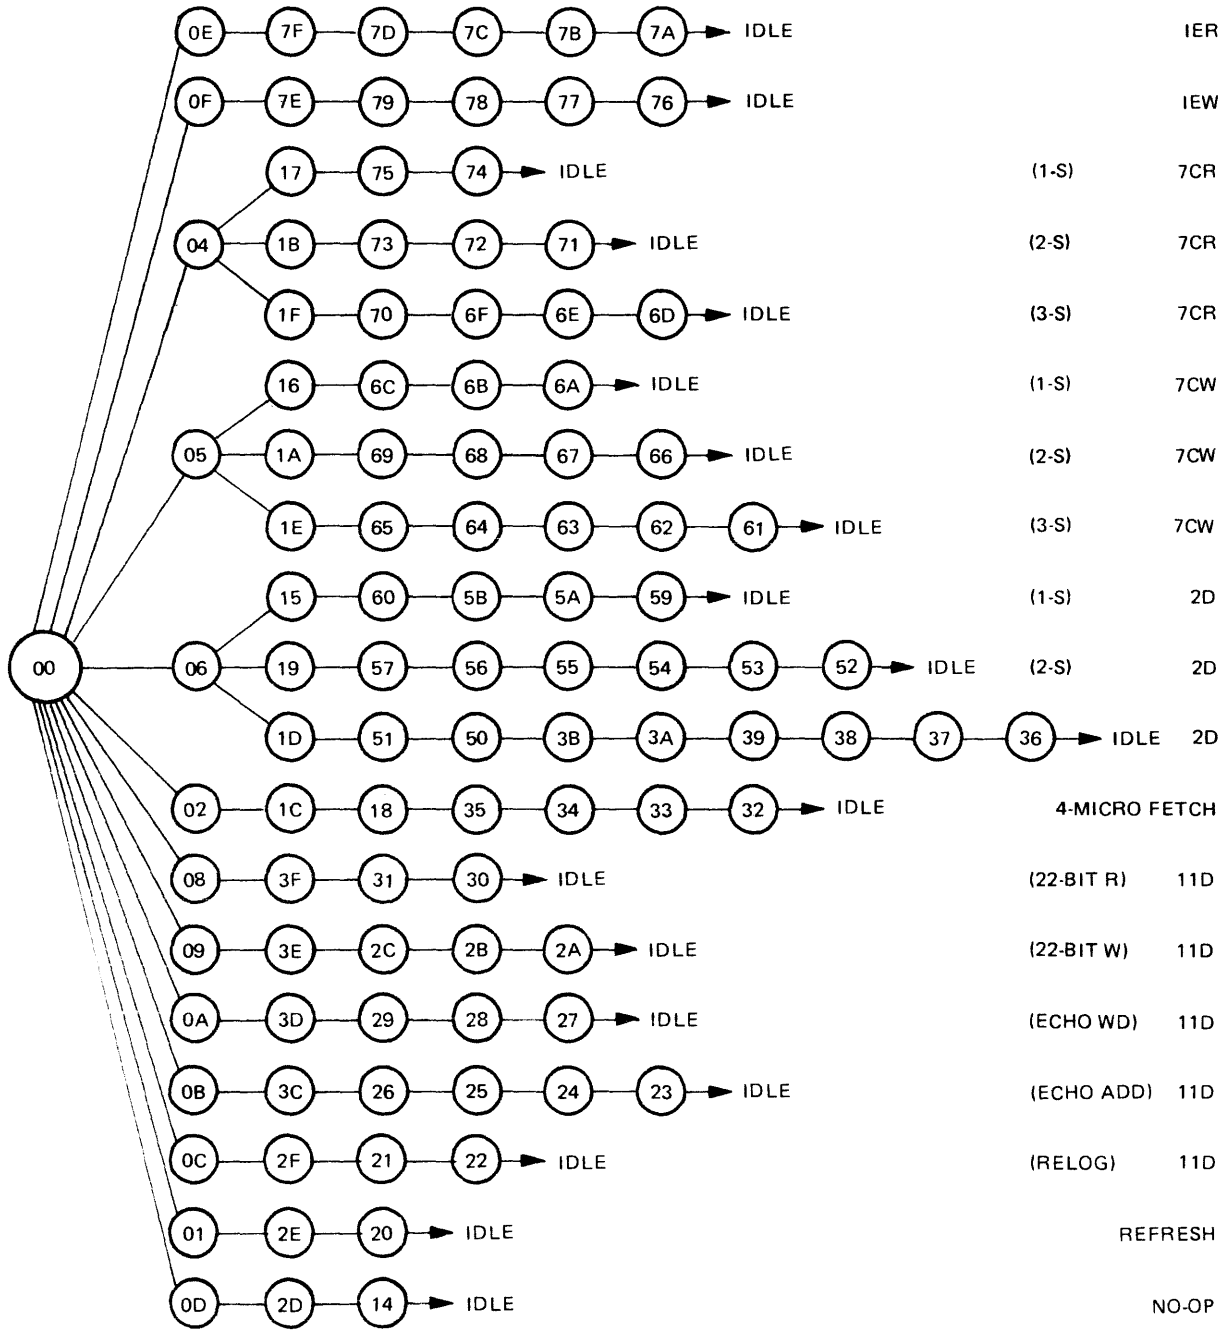 0E 7F 7D 7C 7B 7A IDLE IER
0F 7E 79 78 77 76 IDLE IEW
17 75 74 IDLE (1-S) 7CR
04 1B 73 72 71 IDLE (2-S) 7CR
1F 70 6F 6E 6D IDLE (3-S) 7CR
16 6C 6B 6A IDLE (1-S) 7CW
05 1A 69 68 67 66 IDLE (2-S) 7CW
1E 65 64 63 62 61 IDLE (3-S) 7CW
15 60 5B 5A 59 IDLE (1-S) 2D
00 06 19 57 56 55 54 53 52 IDLE (2-S) 2D
1D 51 50 3B 3A 39 38 37 36 IDLE 2D
02 1C 18 35 34 33 32 IDLE 4-MICRO FETCH
08 3F 31 30 IDLE (22-BIT R) 11D
09 3E 2C 2B 2A IDLE (22-BIT W) 11D
0A 3D 29 28 27 IDLE (ECHO WD) 11D
0B 3C 26 25 24 23 IDLE (ECHO ADD) 11D
0C 2F 21 22 IDLE (RELOG) 11D
01 2E 20 IDLE REFRESH
0D 2D 14 IDLE NO-OP